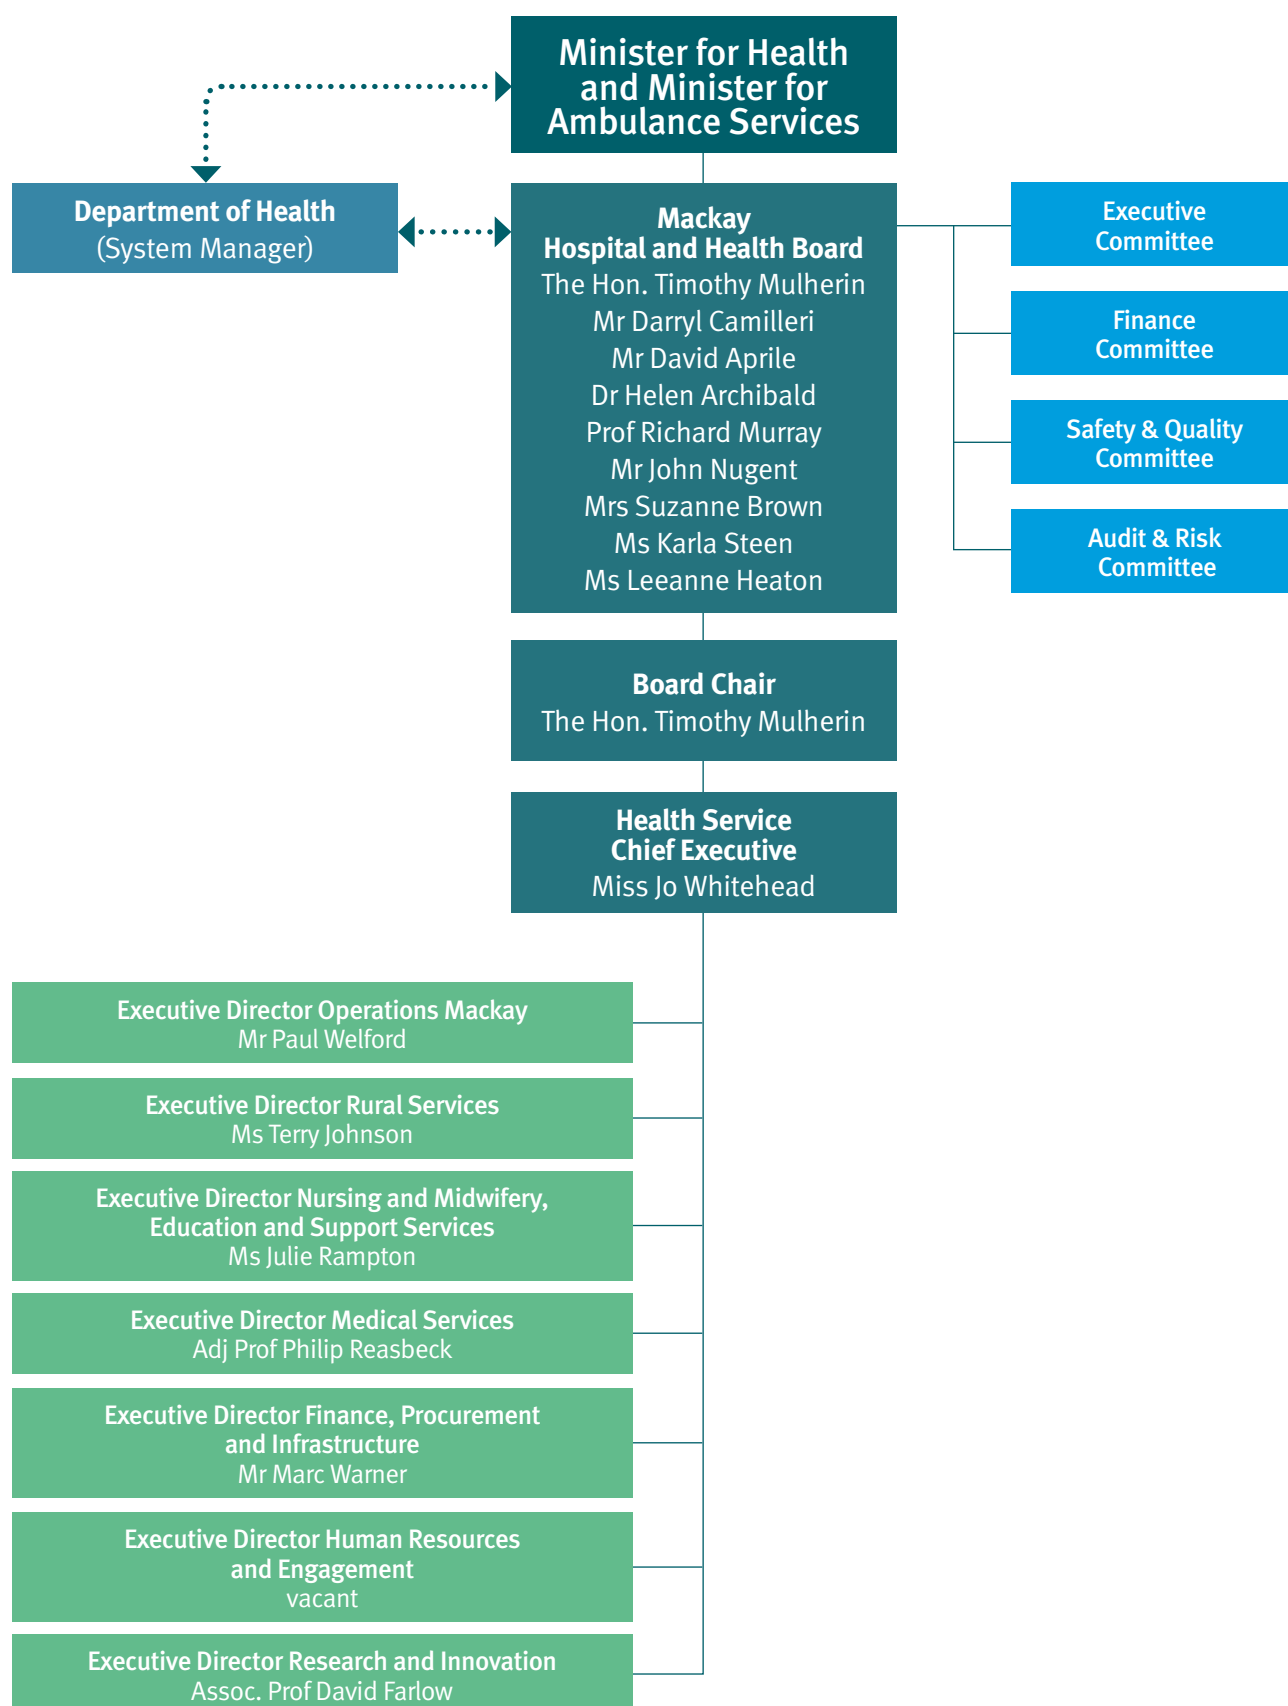 Minister for Health
and Minister for
Ambulance Services
Department of Health
(System Manager)
Mackay
Hospital and Health Board
The Hon. Timothy Mulherin
Mr Darryl Camilleri
Mr David Aprile
Dr Helen Archibald
Prof Richard Murray
Mr John Nugent
Mrs Suzanne Brown
Ms Karla Steen
Ms Leeanne Heaton
Executive
Committee
Finance
Committee
Safety & Quality
Committee
Audit & Risk
Committee
Board Chair
The Hon. Timothy Mulherin
Health Service
Chief Executive
Miss Jo Whitehead
Executive Director Operations Mackay
Mr Paul Welford
Executive Director Rural Services
Ms Terry Johnson
Executive Director Nursing and Midwifery,
Education and Support Services
Ms Julie Rampton
Executive Director Medical Services
Adj Prof Philip Reasbeck
Executive Director Finance, Procurement
and Infrastructure
Mr Marc Warner
Executive Director Human Resources
and Engagement
vacant
Executive Director Research and Innovation
Assoc. Prof David Farlow